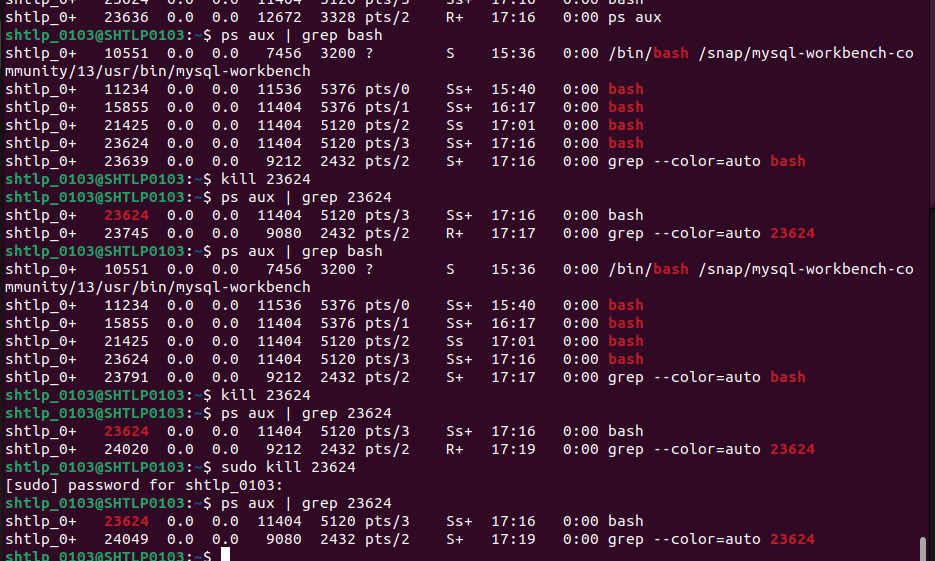 shtlp_0+   23624  0.0  0.0  11404  5120 pts/3    Ss+  17:16   0:00 bash
shtlp_0+   23636  0.0  0.0  12672  3328 pts/2    R+   17:16   0:00 ps aux
shtlp_0103@SHTLP0103:~$ ps aux | grep bash
shtlp_0+   10551  0.0  0.0   7456  3200 ?        S    15:36   0:00 /bin/bash /snap/mysql-workbench-co
mmunity/13/usr/bin/mysql-workbench
shtlp_0+   11234  0.0  0.0  11536  5376 pts/0    Ss+  15:40   0:00 bash
shtlp_0+   15855  0.0  0.0  11404  5376 pts/1    Ss+  16:17   0:00 bash
shtlp_0+   21425  0.0  0.0  11404  5120 pts/2    Ss   17:01   0:00 bash
shtlp_0+   23624  0.0  0.0  11404  5120 pts/3    Ss+  17:16   0:00 bash
shtlp_0+   23639  0.0  0.0   9212  2432 pts/2    S+   17:16   0:00 grep --color=auto bash
shtlp_0103@SHTLP0103:~$ kill 23624
shtlp_0103@SHTLP0103:~$ ps aux | grep 23624
shtlp_0+   23624  0.0  0.0  11404  5120 pts/3    Ss+  17:16   0:00 bash
shtlp_0+   23745  0.0  0.0   9080  2432 pts/2    R+   17:17   0:00 grep --color=auto 23624
shtlp_0103@SHTLP0103:~$ ps aux | grep bash
shtlp_0+   10551  0.0  0.0   7456  3200 ?        S    15:36   0:00 /bin/bash /snap/mysql-workbench-co
mmunity/13/usr/bin/mysql-workbench
shtlp_0+   11234  0.0  0.0  11536  5376 pts/0    Ss+  15:40   0:00 bash
shtlp_0+   15855  0.0  0.0  11404  5376 pts/1    Ss+  16:17   0:00 bash
shtlp_0+   21425  0.0  0.0  11404  5120 pts/2    Ss   17:01   0:00 bash
shtlp_0+   23624  0.0  0.0  11404  5120 pts/3    Ss+  17:16   0:00 bash
shtlp_0+   23791  0.0  0.0   9212  2432 pts/2    S+   17:17   0:00 grep --color=auto bash
shtlp_0103@SHTLP0103:~$ kill 23624
shtlp_0103@SHTLP0103:~$ ps aux | grep 23624
shtlp_0+   23624  0.0  0.0  11404  5120 pts/3    Ss+  17:16   0:00 bash
shtlp_0+   24020  0.0  0.0   9212  2432 pts/2    R+   17:19   0:00 grep --color=auto 23624
shtlp_0103@SHTLP0103:~$ sudo kill 23624
[sudo] password for shtlp_0103:
shtlp_0103@SHTLP0103:~$ ps aux | grep 23624
shtlp_0+   23624  0.0  0.0  11404  5120 pts/3    Ss+  17:16   0:00 bash
shtlp_0+   24049  0.0  0.0   9080  2432 pts/2    S+   17:19   0:00 grep --color=auto 23624
shtlp_0103@SHTLP0103:~$